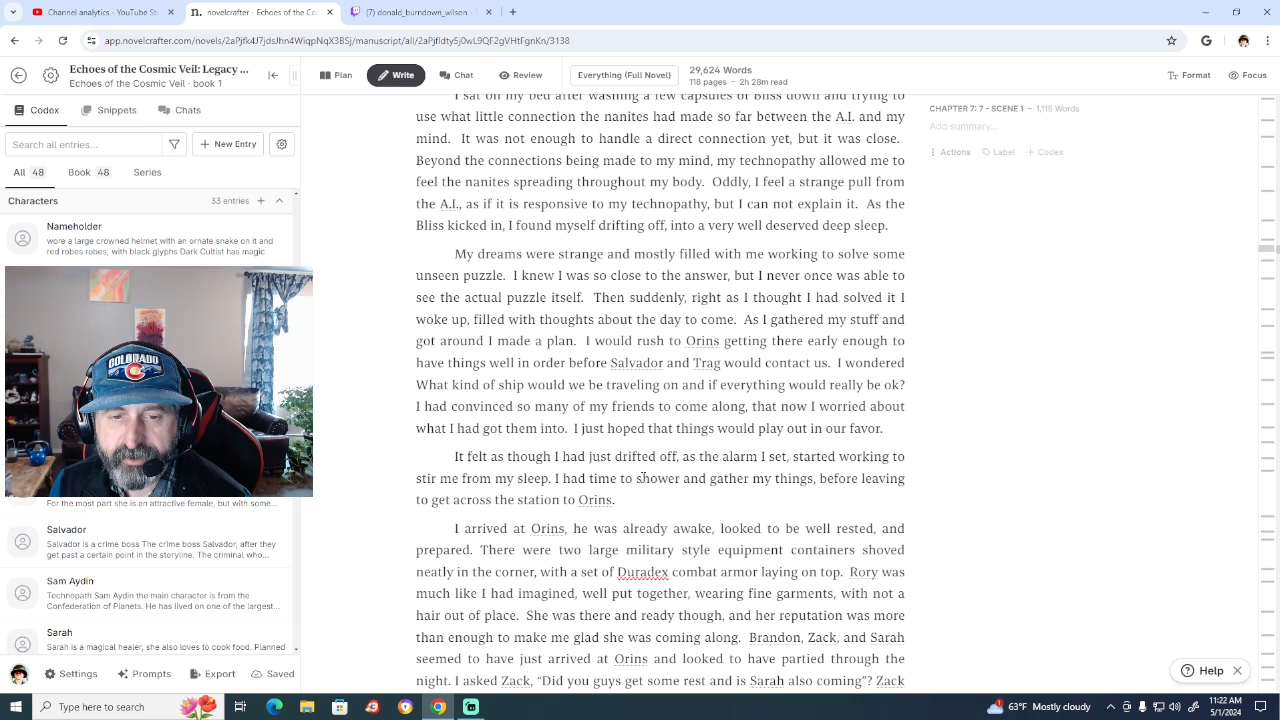 Channel content - YouTube Stu
novelcrafter - Echoes of the Co
(7) donald_burling - Twitch
app.novelcrafter.com/novels/2aPjflk4J7jdsJn4WiqNqX3BSj/manuscript/all/2aPjflty5j0wL9QF2gVHtFgnKn/3138
Echoes of the Cosmic Veil: Legacy ...
Echoes of the Cosmic Veil · book 1
Plan
Write
Chat
Review
Everything (Full Novel)
29,624 Words
118 pages · 2h 28m read
Format
Focus
Codex
Snippets
Chats
Search all entries...
New Entry
All 48
Book 48
Series
Characters
33 entries
Nameholder
wore a large crowned helmet with an ornate snake on it and
red robes robes, with black glyphs Dark Cultist has magic
COLORADO
For the most part she is an attractive female, but with some...
Salvador
Salvador is a crime boss The crime boss Salvador, after they
get past a certain point in the storyline. The criminal who...
Sam Aydin
Technopath Sam Aydin the main character is from the
Confederation of Planets. He has lived on one of the largest...
Sarah
Sarah is a magical healer, she also loves to cook food. Planned
Settings
Prompts
Export
Saved
I sat on my bed after washing a few capsules of Bliss down and trying to
use what little connection the nanites had made so far between the A.I. and my
mind. It was not enough to handle a direct connection yet, but it was close.
Beyond the connections being made to my mind, my technopathy allowed me to
feel the nanites spreading throughout my body. Oddly, I feel a strange pull from
the A.I., as if it is responsive to my technopathy, but I can not explain it. As the
Bliss kicked in, I found myself drifting off, into a very well deserved deep sleep.
My dreams were strange and mostly filled with me working to solve some
unseen puzzle. I knew I was so close to the answer, but I never once was able to
see the actual puzzle itself. Then suddenly, right as I thought I had solved it I
woke up, filled with thoughts about the day to come. As I gathered my stuff and
got around I made a plan. I would rush to Orins getting there early enough to
have things well in order before Salvador and Trag would contact us. I wondered
What kind of ship would we be traveling on and if everything would really be ok?
I had convinced so many of my friends to come along, that now I worried about
what I had got them into. I just hoped that things would play out in our favor.
It felt as though I had just drifted off, as the alarm I set, started working to
stir me from my sleep. I had time to shower and gather my things, before leaving
to get across the station to Orins.
I arrived at Orins he was already awake, looked to be well rested, and
prepared. There were two large military style equipment containers shoved
neatly in the corner, with a set of Duradex combat armor laying on top. Rory was
much like I had imagined, well put together, wearing fine garments, with not a
hair out of place. She was there and ready though, and her reputation was more
than enough to make me glad she was coming along. Brandon, Zack, and Sarah
seemed to have just arrived at Orins and looked to have partied through the
night. I asked Zack, “Did you guys get some rest and is Sarah also coming”? Zack
CHAPTER 7: 7 - SCENE 1 – 1,115 Words
Add summary...
Actions
Label
Codex
Help
Type here to search
63°F Mostly cloudy
11:22 AM
5/1/2024